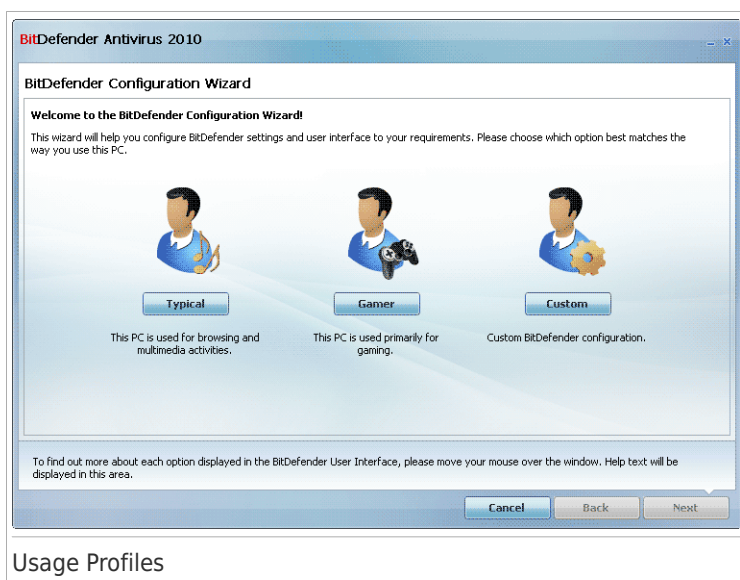 BitDefender Antivirus 2010
BitDefender Configuration Wizard
Welcome to the BitDefender Configuration Wizard!
This wizard will help you configure BitDefender settings and user interface to your requirements. Please choose which option best matches the
way you use this PC.
Typical
Gamer
Custom
This PC is used for browsing and
multimedia activities.
This PC is used primarily for
gaming.
Custom BitDefender configuration.
To find out more about each option displayed in the BitDefender User Interface, please move your mouse over the window. Help text will be
displayed in this area.
Cancel
Back
Next
Usage Profiles